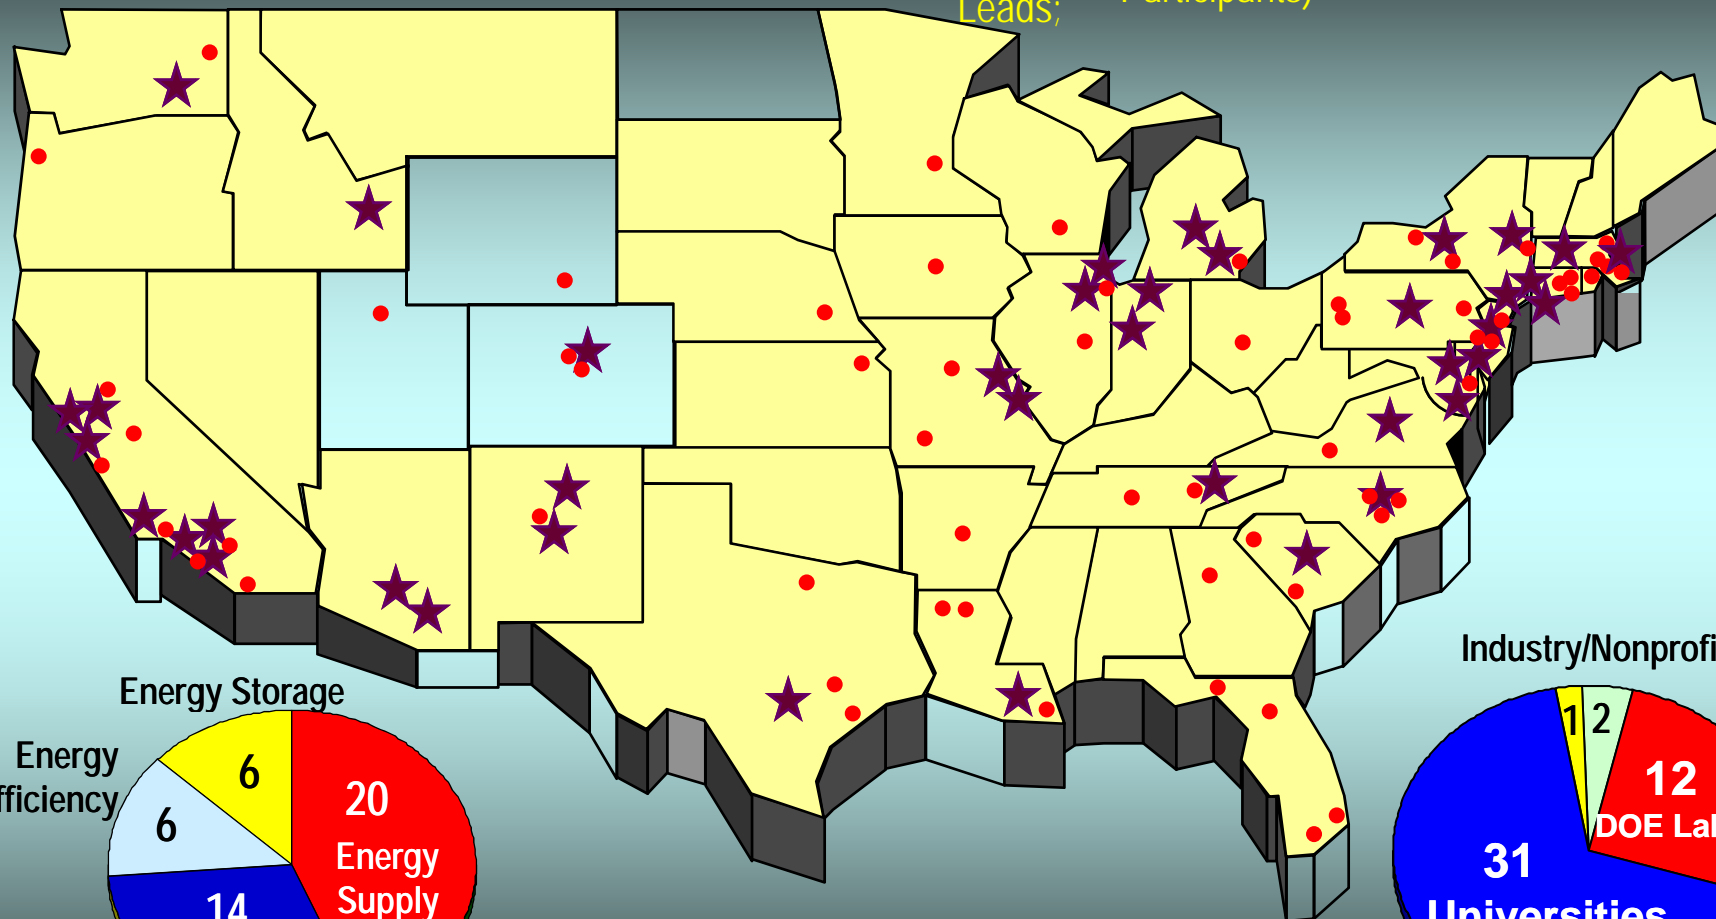 Leads;
Industry/Nonprofi
Energy Storage
1
2
Energy
fficiency
6
20
12
DOE Lal
6
Energy
Supply
31
14
Universities